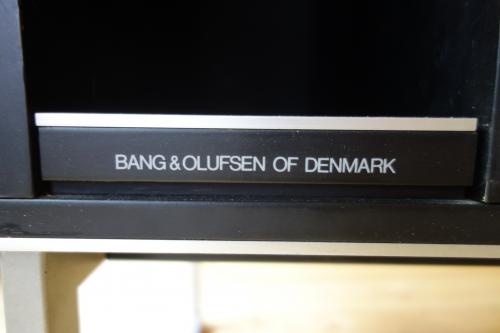 BANG & OLUFSEN OF DENMARK